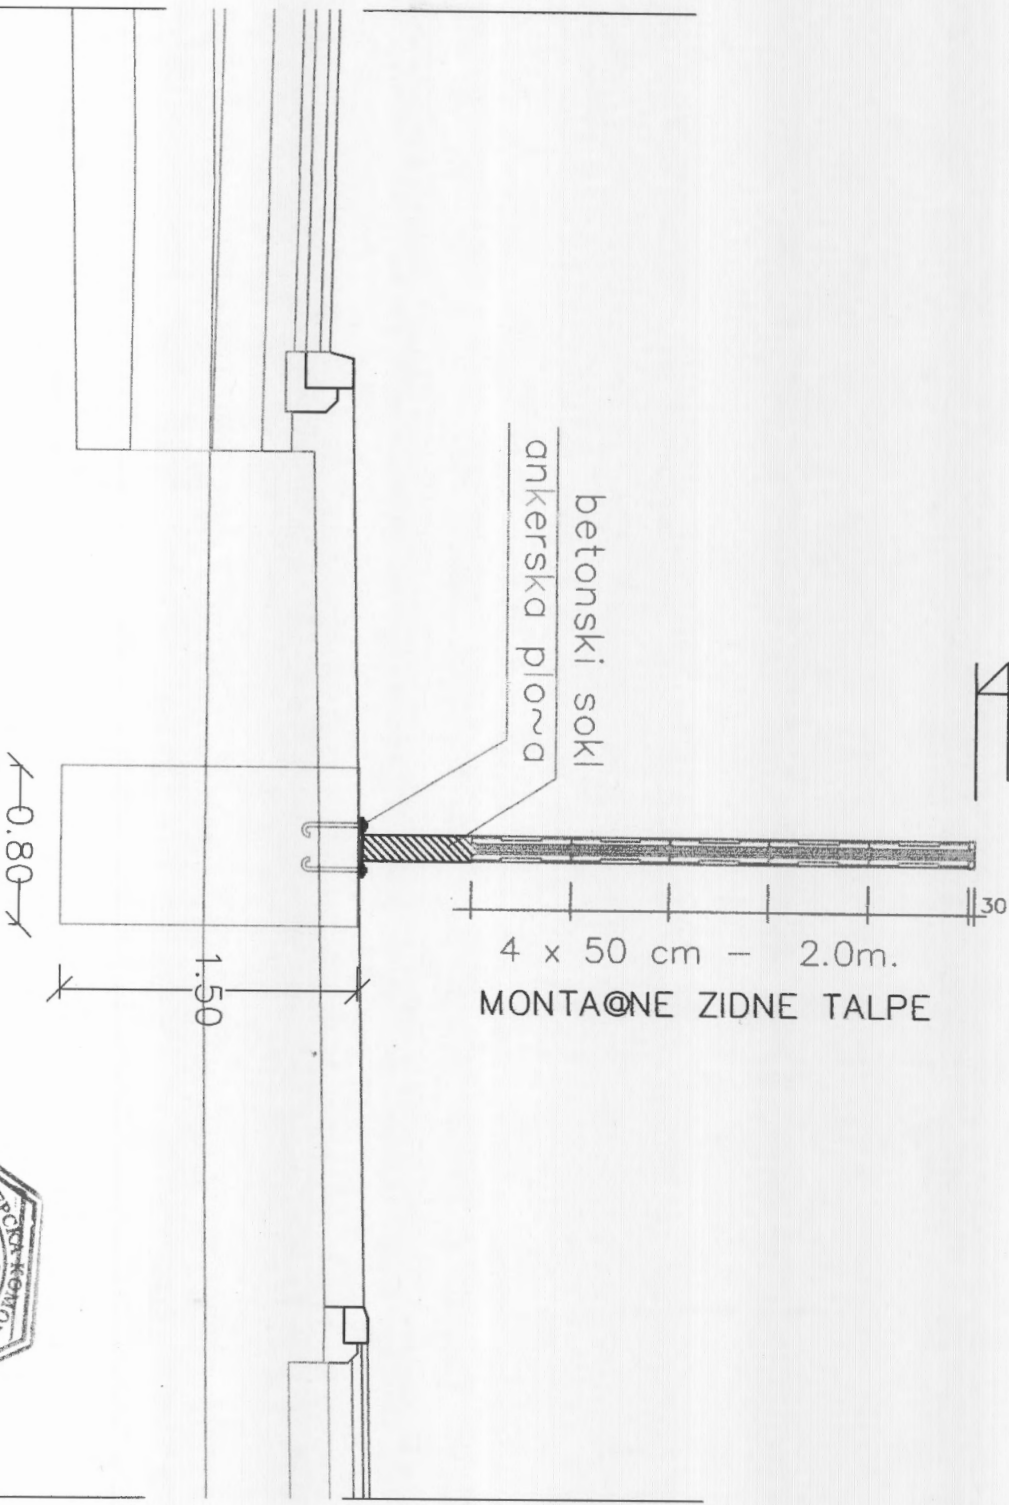 betonski sokl
ankerska plo~a
30
4 x 50 cm - 2.0m.
MONTA@NE ZIDNE TALPE
1.50
0.80